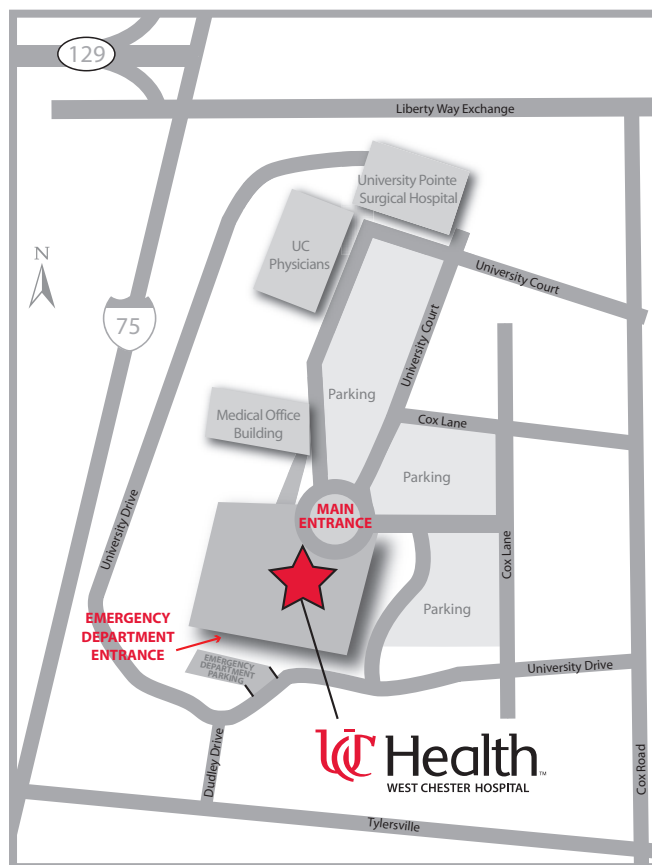 129
Liberty Way Exchange
University Pointe
Surgical Hospital
UC
Physicians
N
University Court
75
University Court
Parking
Medical Office
Building
Cox Lane
Parking
MAIN
ENTRANCE
University Drive
Cox Lane
EMERGENCY
DEPARTMENT
ENTRANCE
Parking
EMERGENCY
DEPARTMENT
PARKING
University Drive
Dudley Drive
UC Health™
WEST CHESTER HOSPITAL
Cox Road
Tylersville